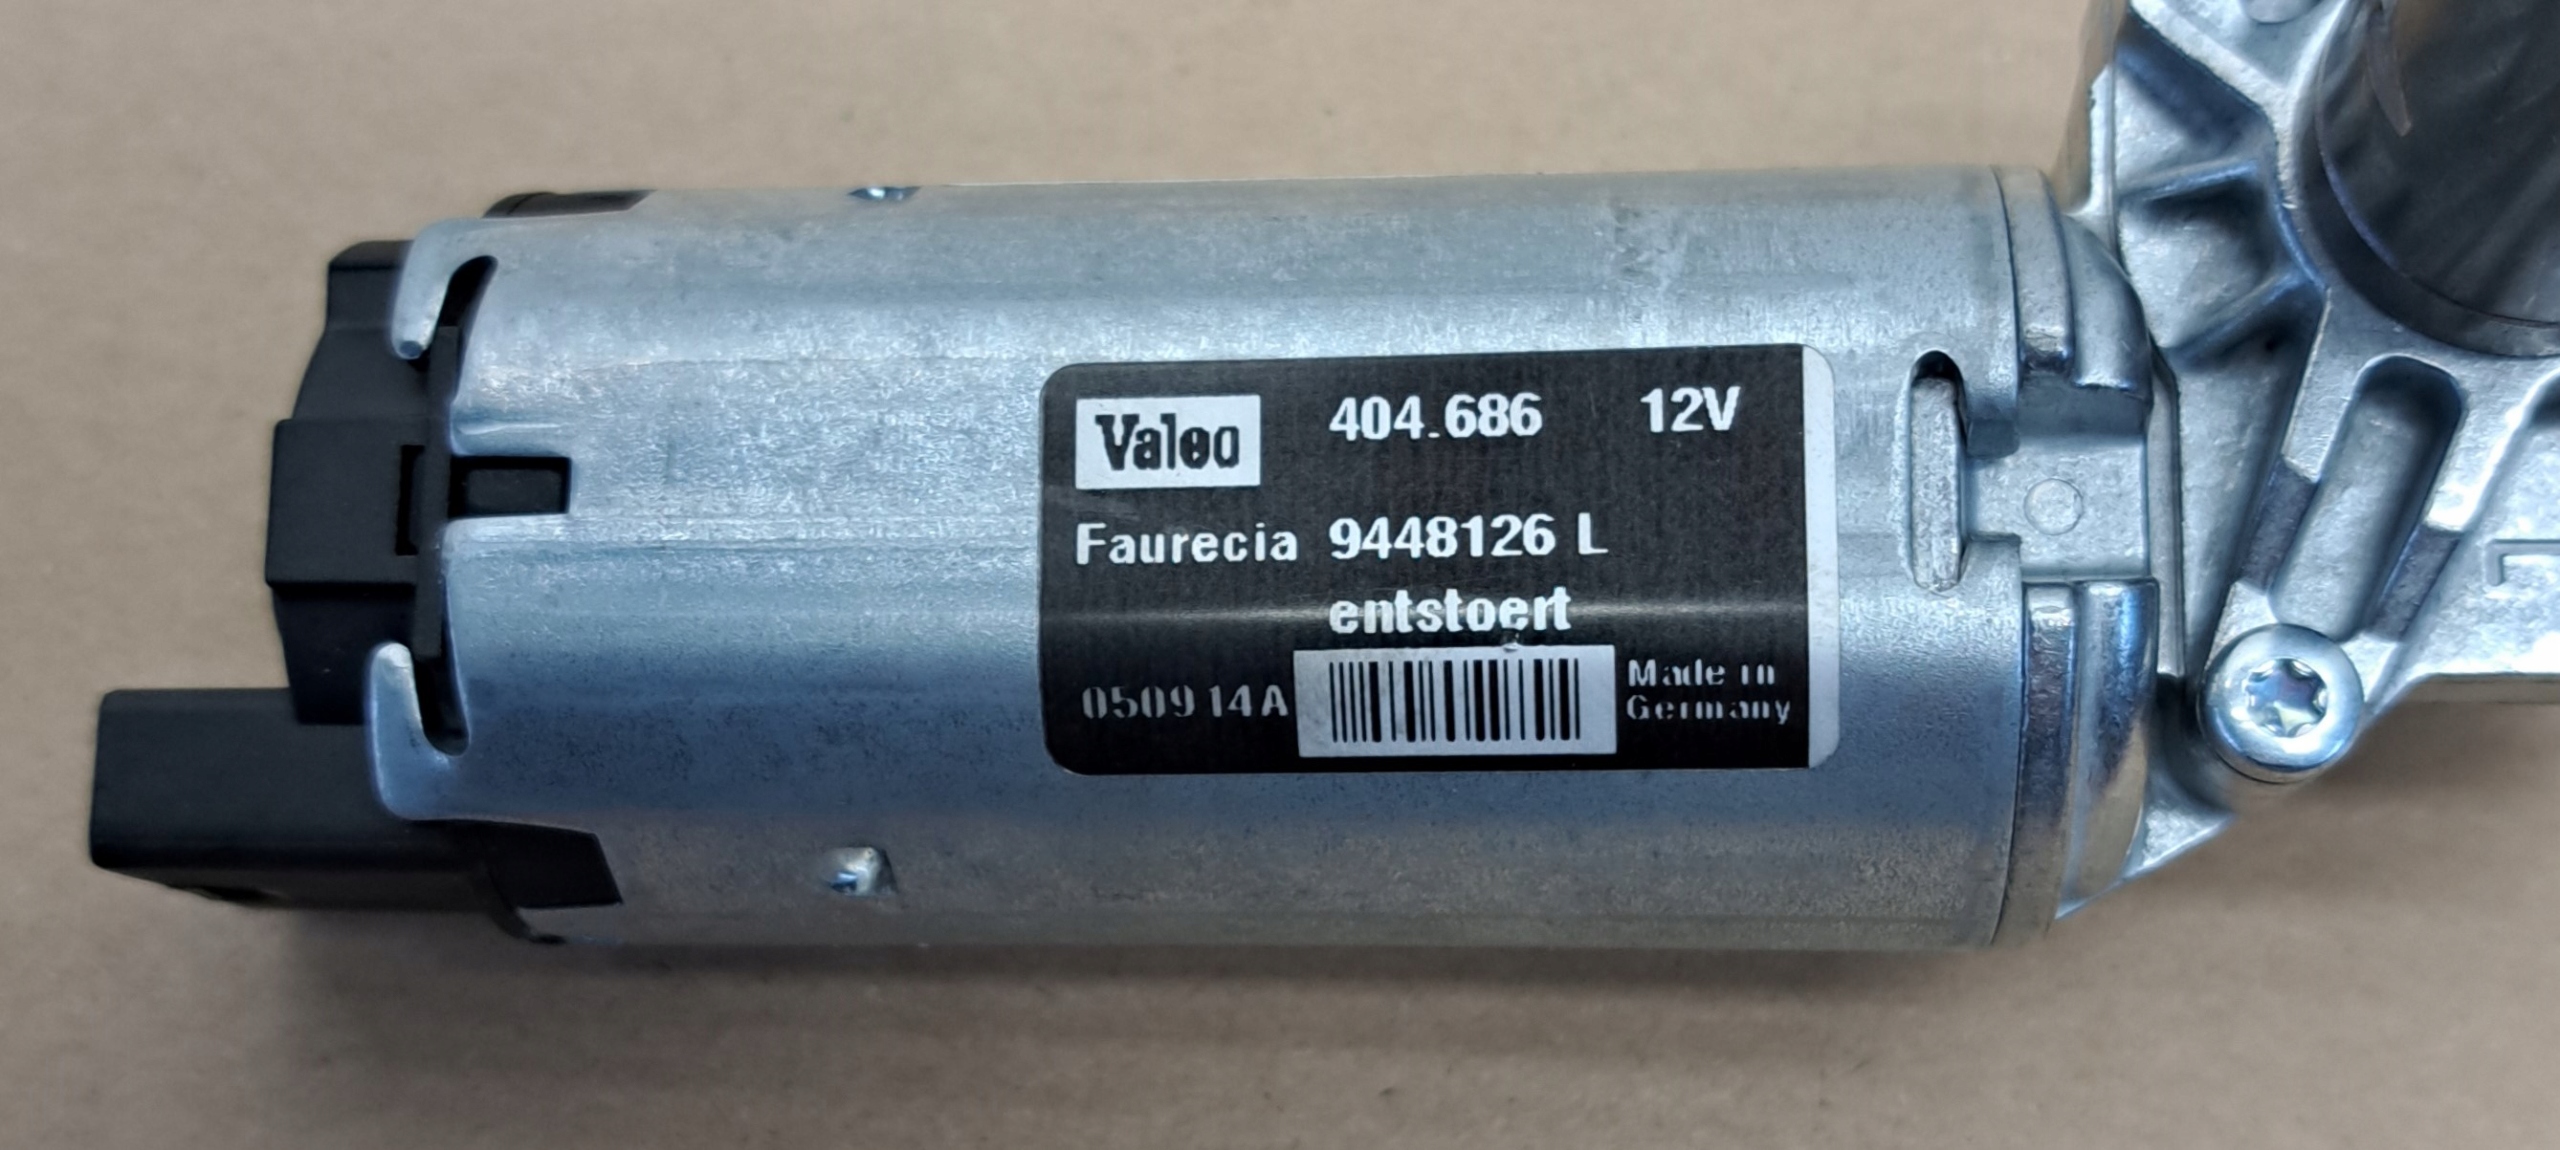 Valeo 404.686 12V
Faurecia 9448126 L
entstoert
050914A Made in
Germany